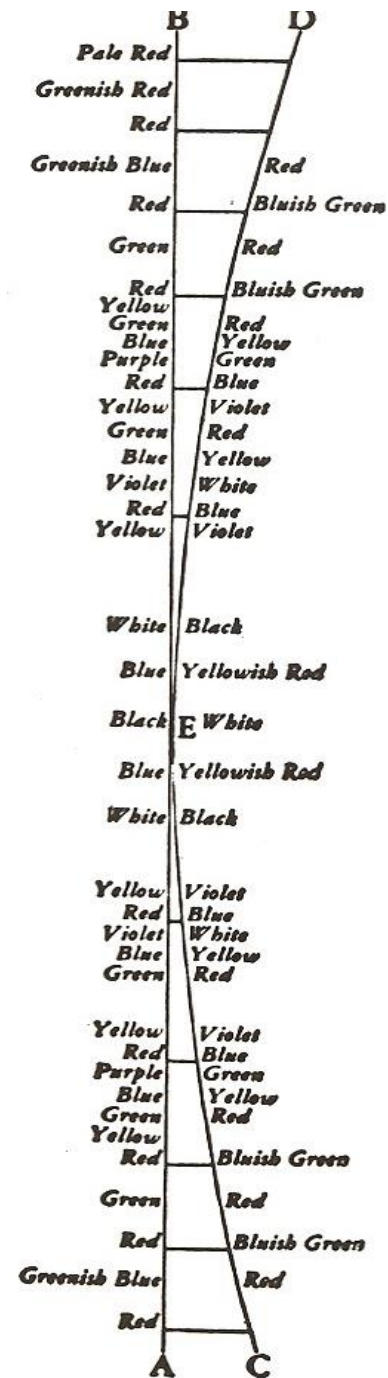 B D
Pale Red
Greenish Red
Red
Greenish Blue Red
Red Bluish Green
Green Red
Red Bluish Green
Yellow
Green Red
Blue Yellow
Purple Green
Red Blue
Yellow Violet
Green Red
Blue Yellow
Violet White
Red Blue
Yellow Violet
White Black
Blue Yellowish Red
Black E White
Blue Yellowish Red
White Black
Yellow Violet
Red Blue
Violet White
Blue Yellow
Green Red
Yellow Violet
Red Blue
Purple Green
Blue Yellow
Green Red
Yellow
Red Bluish Green
Green Red
Red Bluish Green
Greenish Blue Red
Red
A C